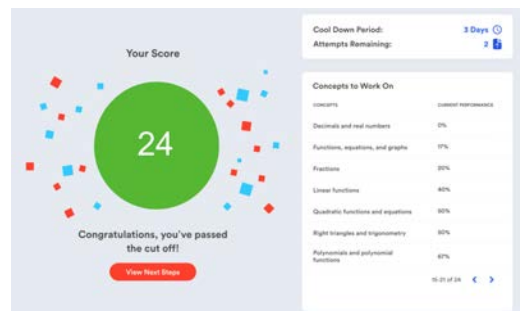 Your Score
24
Congratulations, you've passed
the cut off!
View Next Steps
Cool Down Period: 3 Days
Attempts Remaining: 2
Concepts to Work On
CONCEPTS CURRENT PERFORMANCE
Decimals and real numbers 0%
Functions, equations, and graphs 17%
Fractions 20%
Linear functions 40%
Quadratic functions and equations
Right triangles and trigonometry
Polynomials and polynomial
functions 67%
15-21 of 24